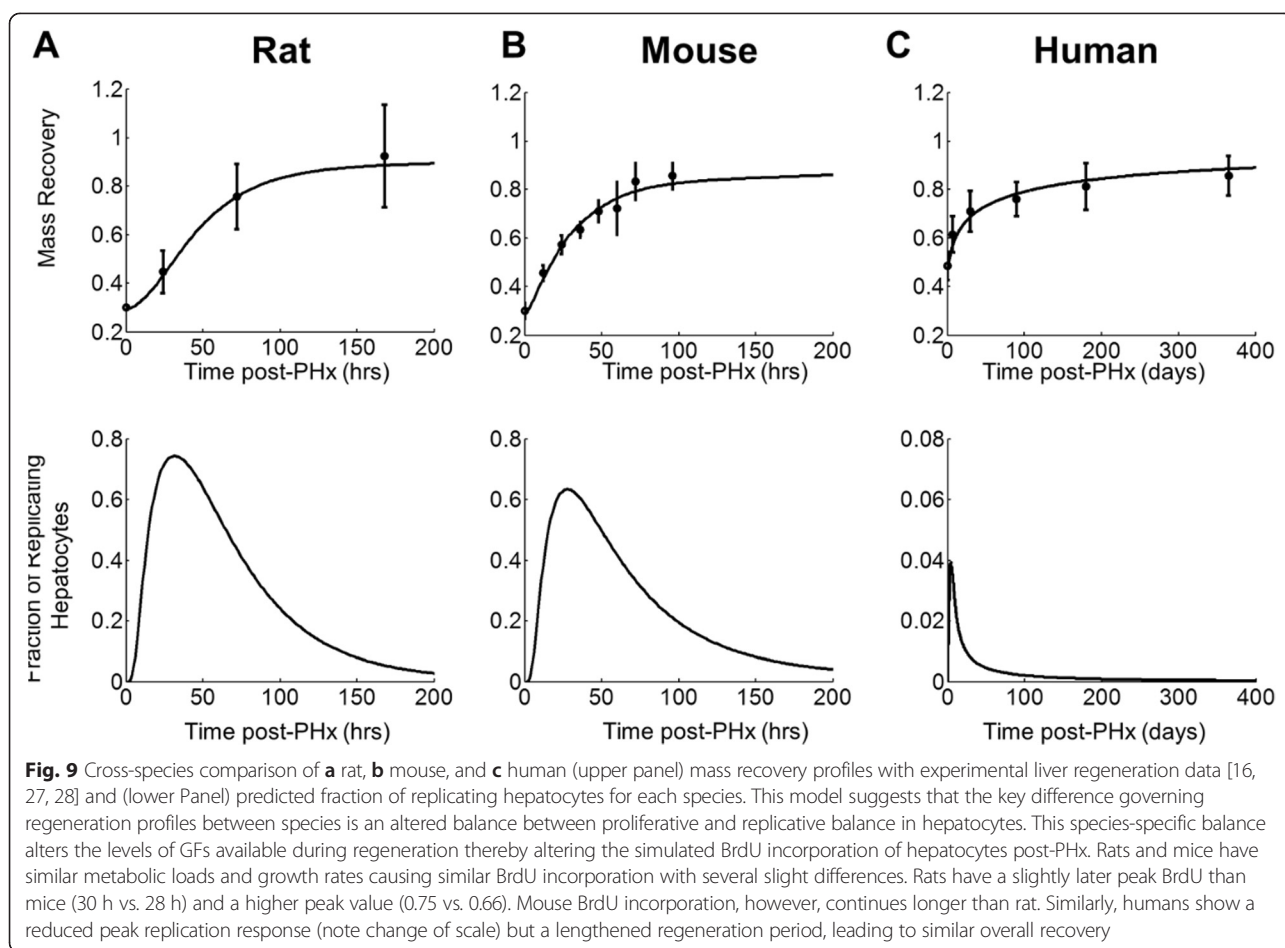 A Rat
B Mouse
C Human
Mass Recovery
1.2
1
0.8
0.6
0.4
0.2
0 50 100 150 200
Time post-PHx (hrs)
1.2
1
0.8
0.6
0.4
0.2
0 50 100 150 200
Time post-PHx (hrs)
1.2
1
0.8
0.6
0.4
0.2
0 100 200 300 400
Time post-PHx (days)
Fraction of Replicating
Hepatocytes
0.8
0.6
0.4
0.2
0
0 50 100 150 200
Time post-PHx (hrs)
0.8
0.6
0.4
0.2
0
0 50 100 150 200
Time post-PHx (hrs)
0.08
0.06
0.04
0.02
0
0 100 200 300 400
Time post-PHx (days)
Fig. 9 Cross-species comparison of a rat, b mouse, and c human (upper panel) mass recovery profiles with experimental liver regeneration data [16,
27, 28] and (lower Panel) predicted fraction of replicating hepatocytes for each species. This model suggests that the key difference governing
regeneration profiles between species is an altered balance between proliferative and replicative balance in hepatocytes. This species-specific balance
alters the levels of GFs available during regeneration thereby altering the simulated BrdU incorporation of hepatocytes post-PHx. Rats and mice have
similar metabolic loads and growth rates causing similar BrdU incorporation with several slight differences. Rats have a slightly later peak BrdU than
mice (30 h vs. 28 h) and a higher peak value (0.75 vs. 0.66). Mouse BrdU incorporation, however, continues longer than rat. Similarly, humans show a
reduced peak replication response (note change of scale) but a lengthened regeneration period, leading to similar overall recovery